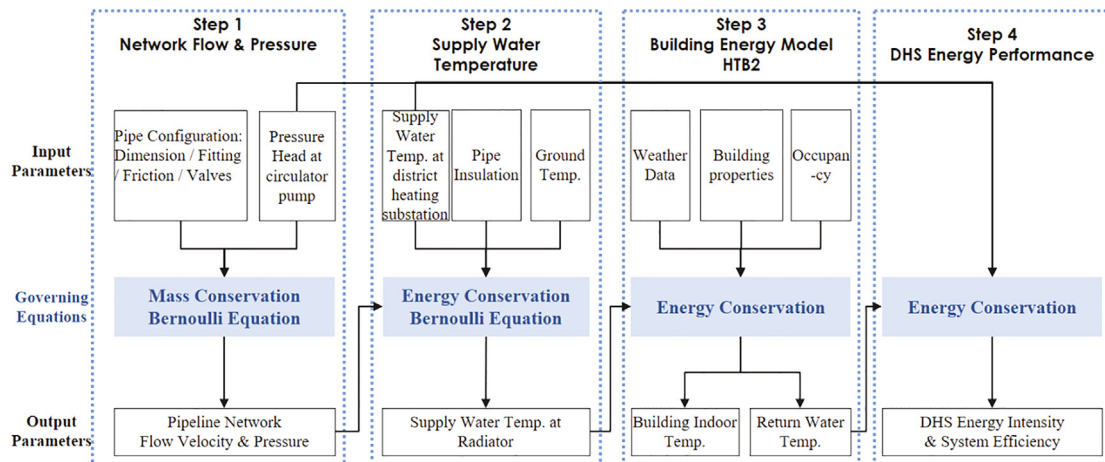 Step 1
Network Flow & Pressure
Step 2
Supply Water
Temperature
Step 3
Building Energy Model
HTB2
Step 4
DHS Energy Performance
Input
Parameters
Pipe Configuration:
Dimension / Fitting
/ Friction / Valves
Pressure
Head at
circulator
pump
Supply
Water
Temp. at
district
heating
substation
Pipe
Insulation
Ground
Temp.
Weather
Data
Building
properties
Occupan
-cy
Governing
Equations
Mass Conservation
Bernoulli Equation
Energy Conservation
Bernoulli Equation
Energy Conservation
Energy Conservation
Output
Parameters
Pipeline Network
Flow Velocity & Pressure
Supply Water Temp. at
Radiator
Building Indoor
Temp.
Return Water
Temp.
DHS Energy Intensity
& System Efficiency